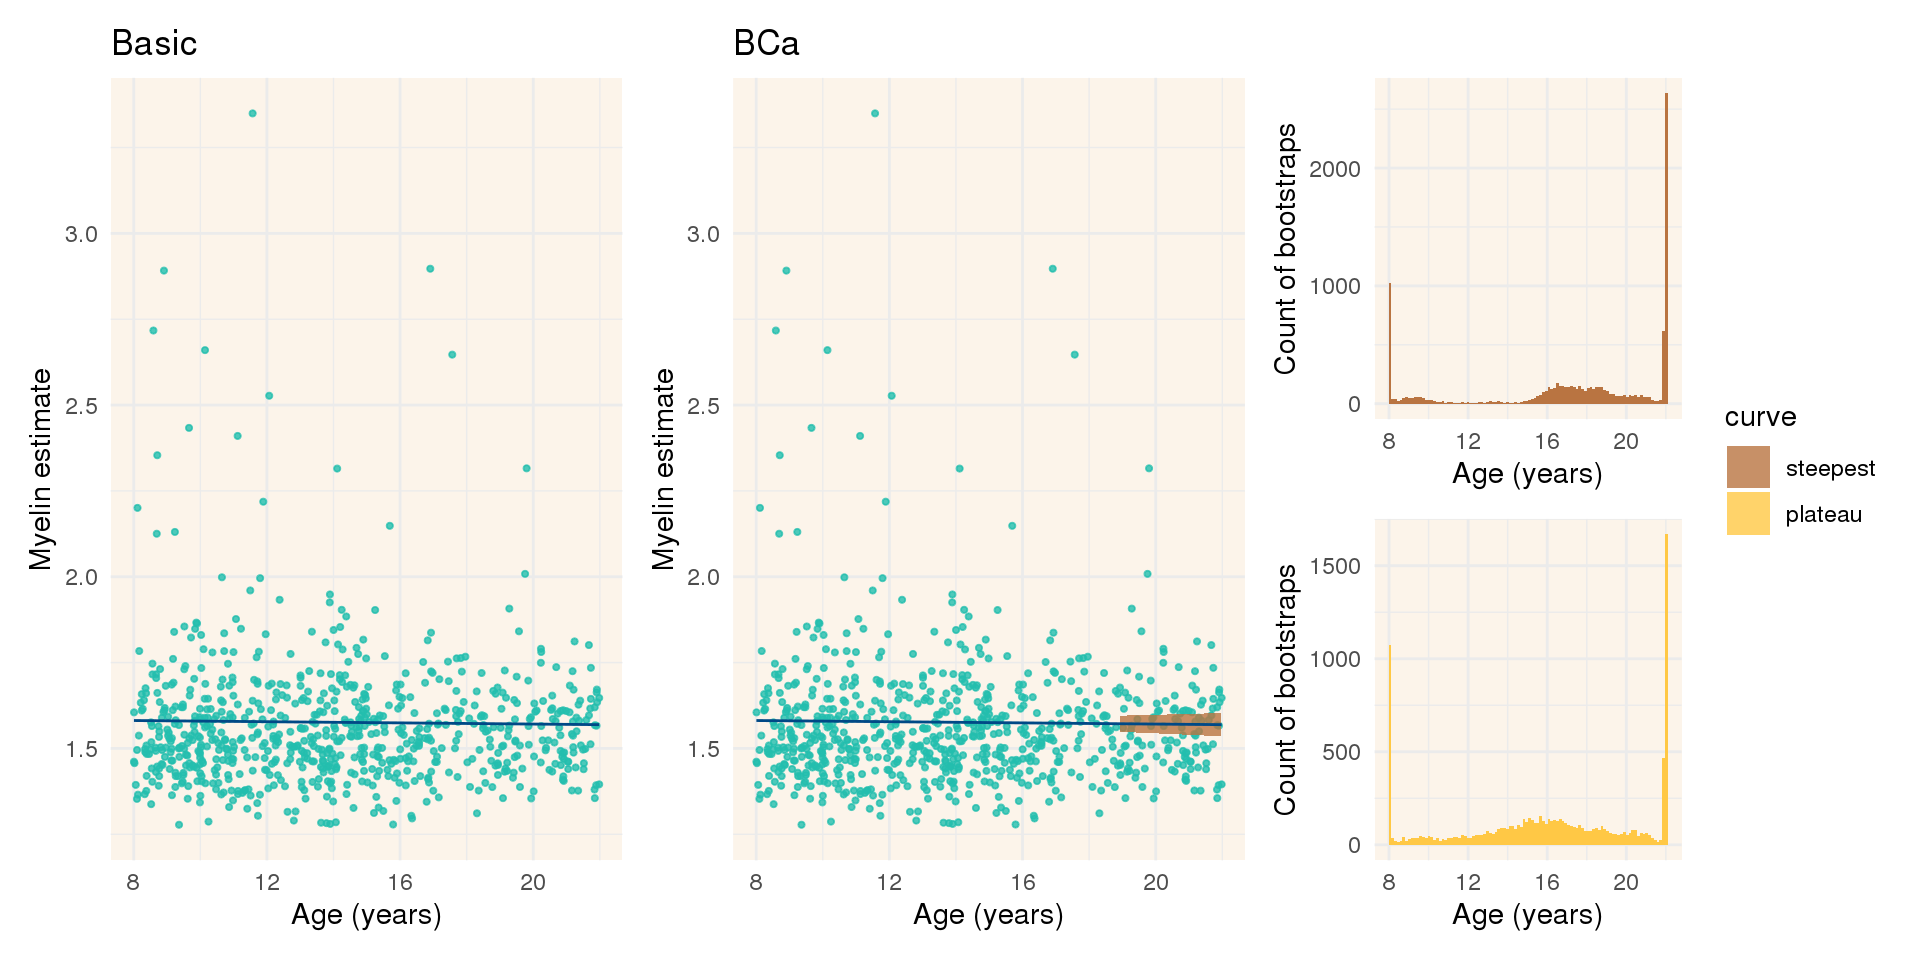 Basic
Myelin estimate
3.0
2.5
2.0
1.5
8 12 16 20
Age (years)
BCa
Myelin estimate
3.0
2.5
2.0
1.5
8 12 16 20
Age (years)
Count of bootstraps
2000
1000
0
8 12 16 20
Age (years)
Count of bootstraps
1500
1000
500
0
8 12 16 20
Age (years)
curve
steepest
plateau